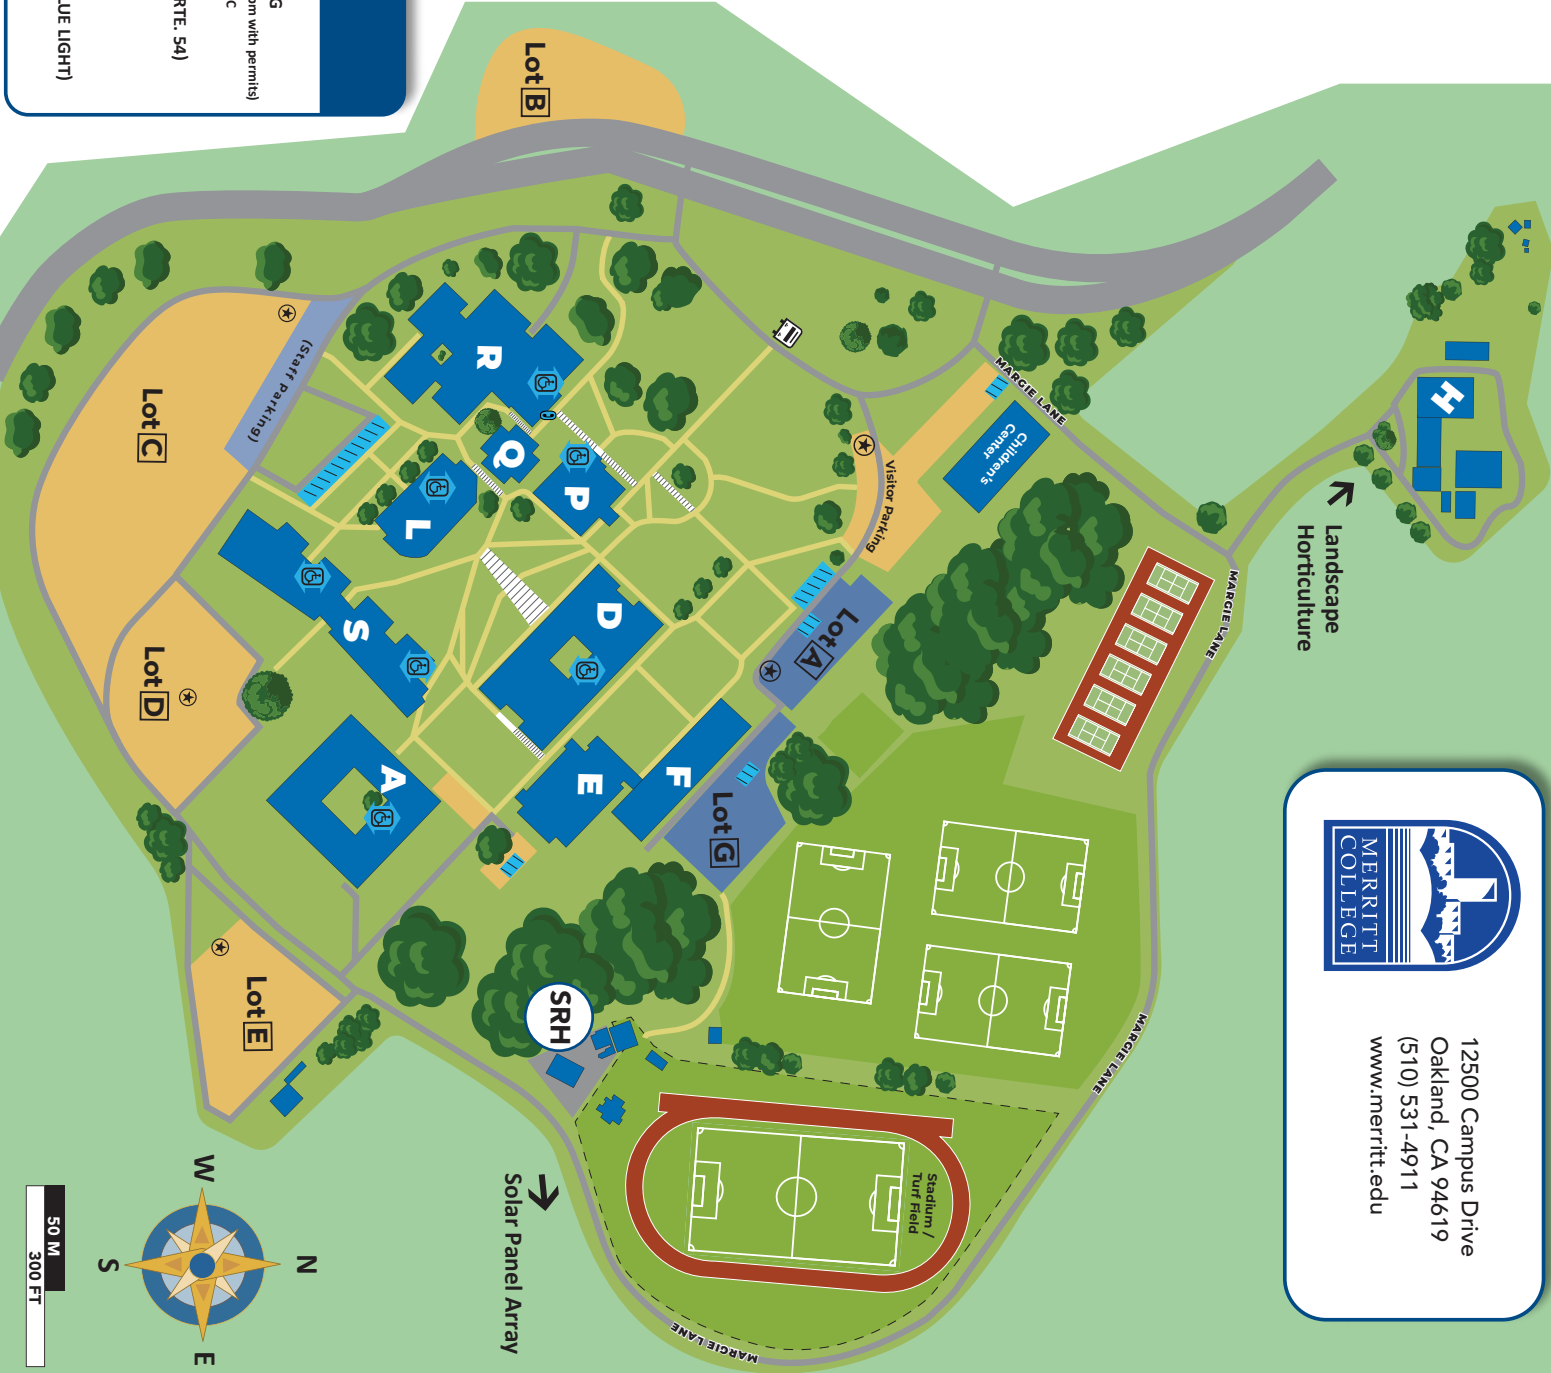 G
om with permits)
C
RTE. 54)
LUE LIGHT)
Lot B
Lot C
(Staff Parking)
Lot D
Lot E
R
Q
P
L
S
D
A
E
F
Lot A
Lot G
Visitor Parking
Children's
Center
MARGIE LANE
MARGIE LANE
MARGIE LANE
MARGIE LANE
H
Landscape
Horticulture
SRH
Stadium /
Turf Field
Solar Panel Array
MERRITT
COLLEGE
12500 Campus Drive
Oakland, CA 94619
(510) 531-4911
www.merritt.edu
N
W
E
S
50 M
300 FT